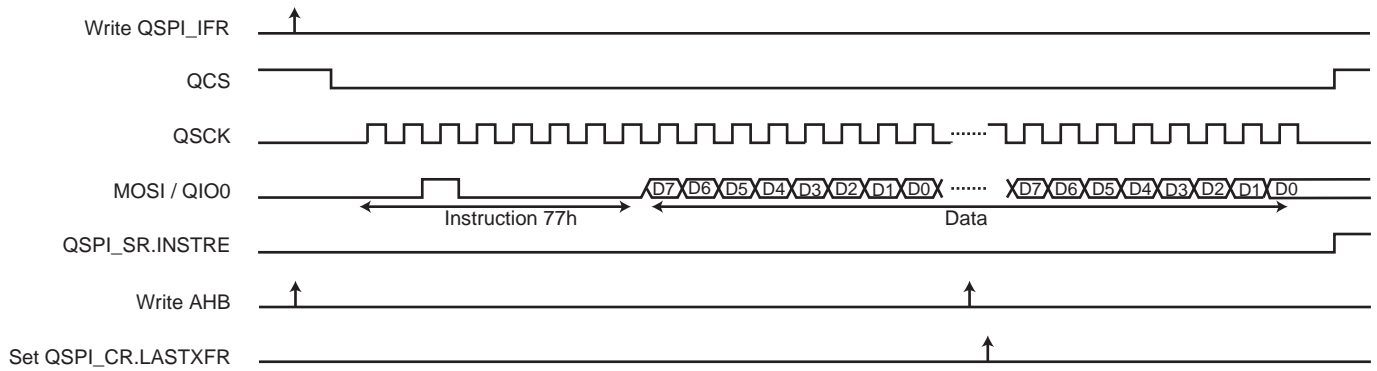 Write QSPI_IFR
QCS
QSCK
MOSI / QIO0
D7 D6 D5 D4 D3 D2 D1 D0 D7 D6 D5 D4 D3 D2 D1 D0
Instruction 77h Data
QSPI_SR.INSTRE
Write AHB
Set QSPI_CR.LASTXFR